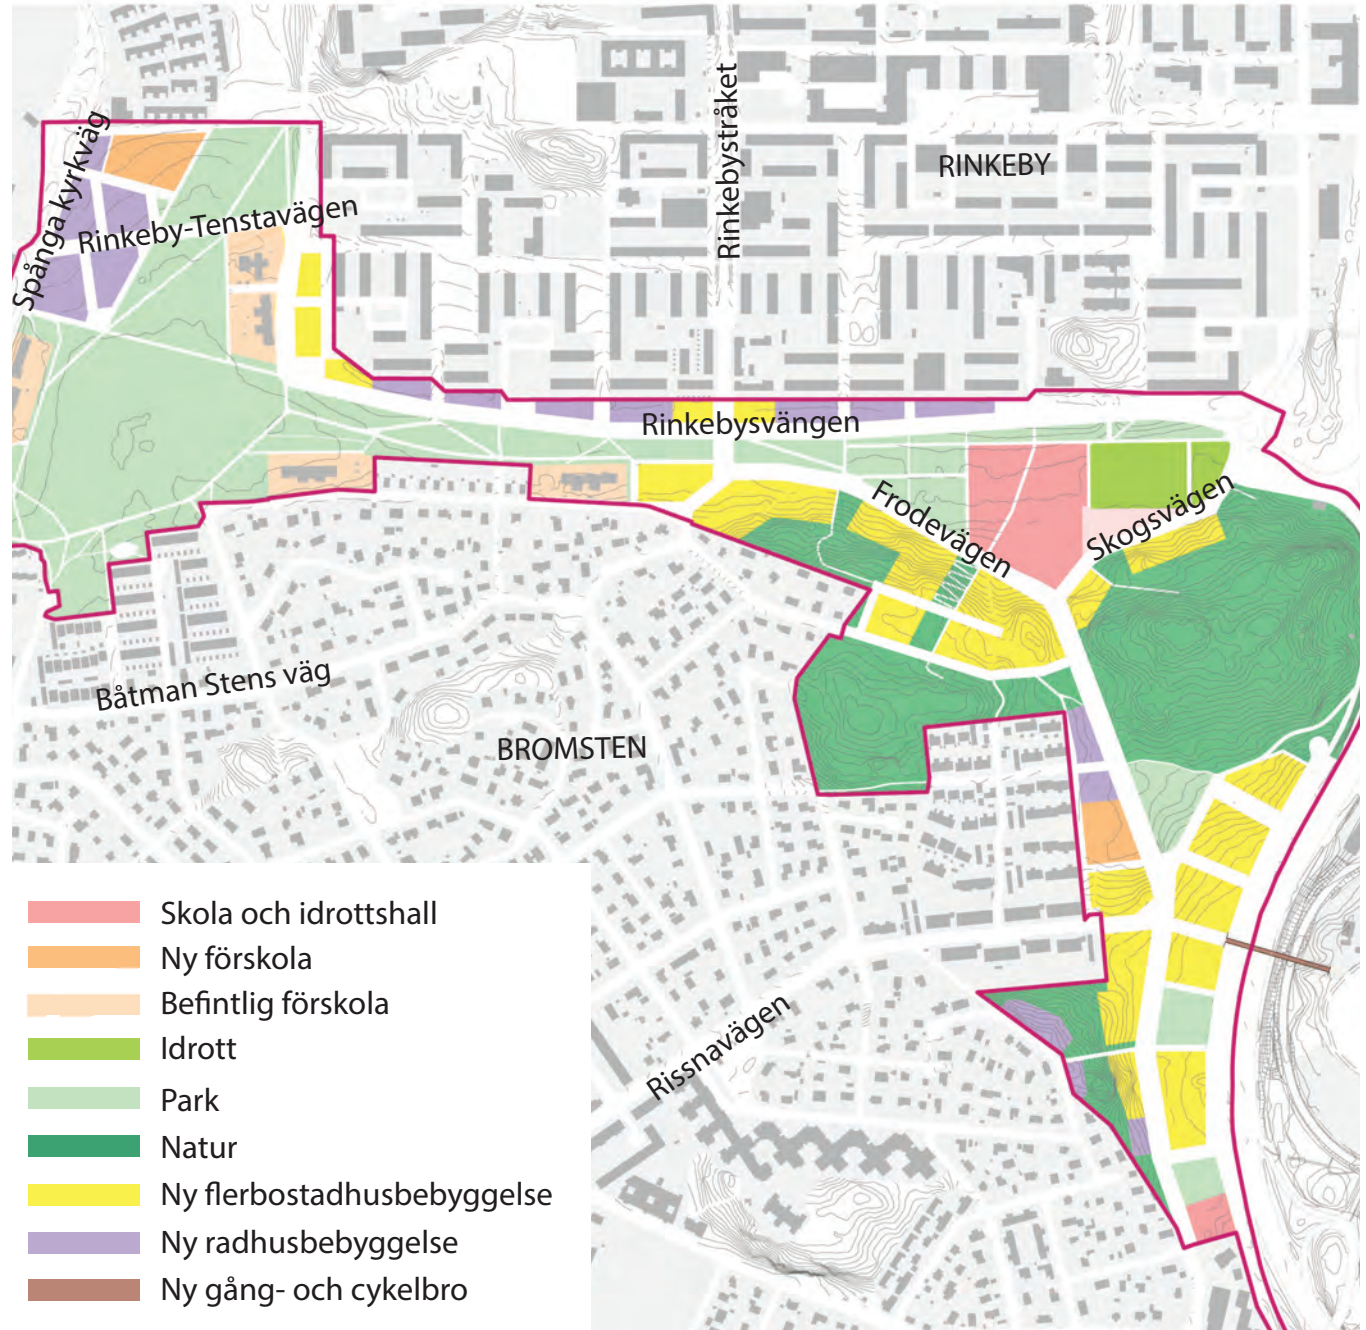 Rinkebystråket
RINKEBY
Spånga kyrkväg
Rinkeby-Tenstavägen
Rinkebysvängen
Frodevägen
Skogsvägen
Båtman Stens väg
BROMSTEN
Rissnavägen
Skola och idrottshall
Ny förskola
Befintlig förskola
Idrott
Park
Natur
Ny flerbostadhusbebyggelse
Ny radhusbebyggelse
Ny gång- och cykelbro